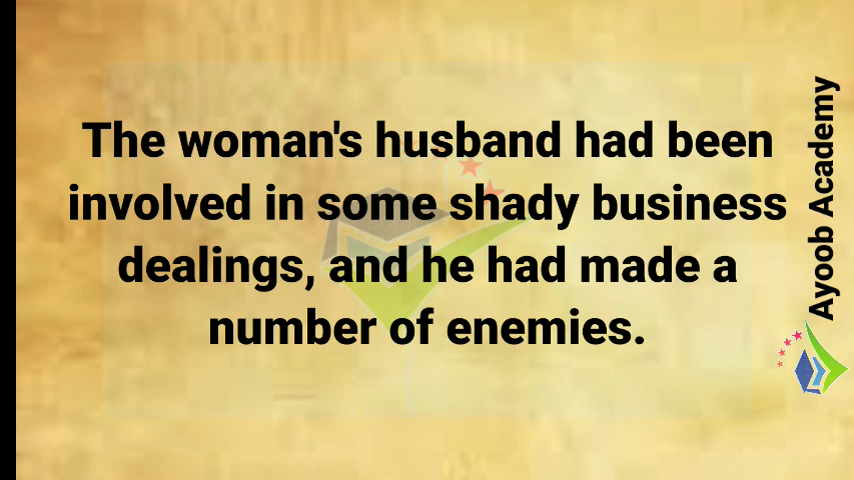 The woman's husband had been
involved in some shady business
dealings, and he had made a
number of enemies.
Ayoob Academy